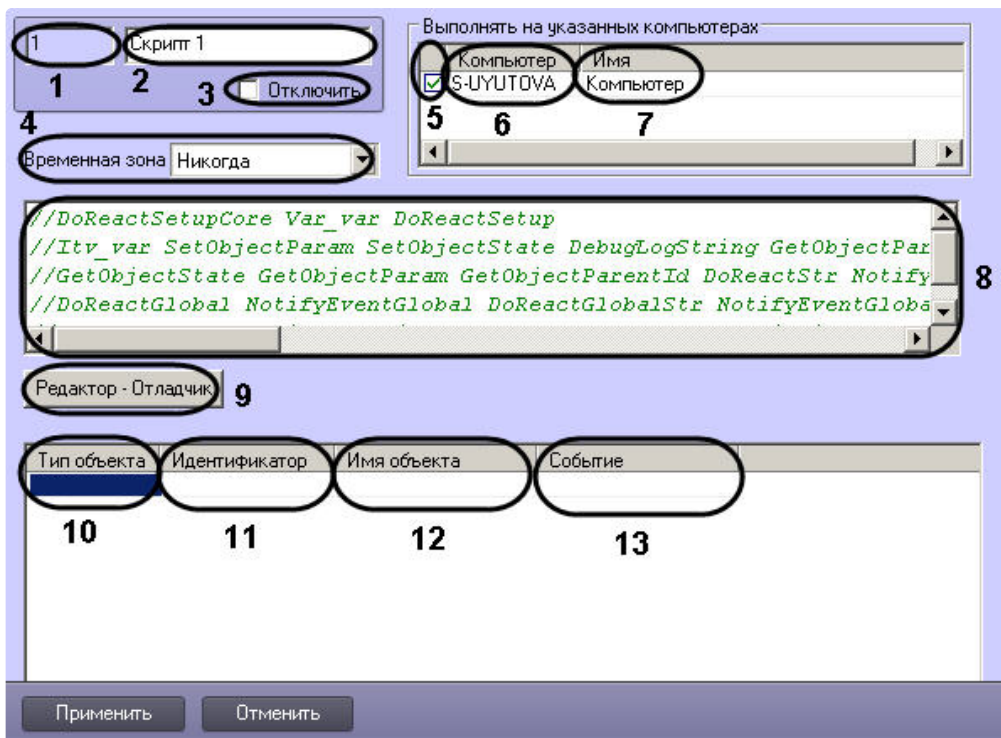 1 Скрипт 1
1 2 3 Отключить
4
Временная зона Никогда
Выполнять на указанных компьютерах
Компьютер Имя
S-UYUTOVA Компьютер
5 6 7
//DoReactSetupCore Var_var DoReactSetup
//Itv_var SetObjectParam SetObjectState DebugLogString GetObjectPar
//GetObjectState GetObjectParam GetObjectParentId DoReactStr Notify
//DoReactGlobal NotifyEventGlobal DoReactGlobalStr NotifyEventGloba
8
Редактор - Отладчик 9
Тип объекта Идентификатор Имя объекта Событие
10 11 12 13
Применить Отменить